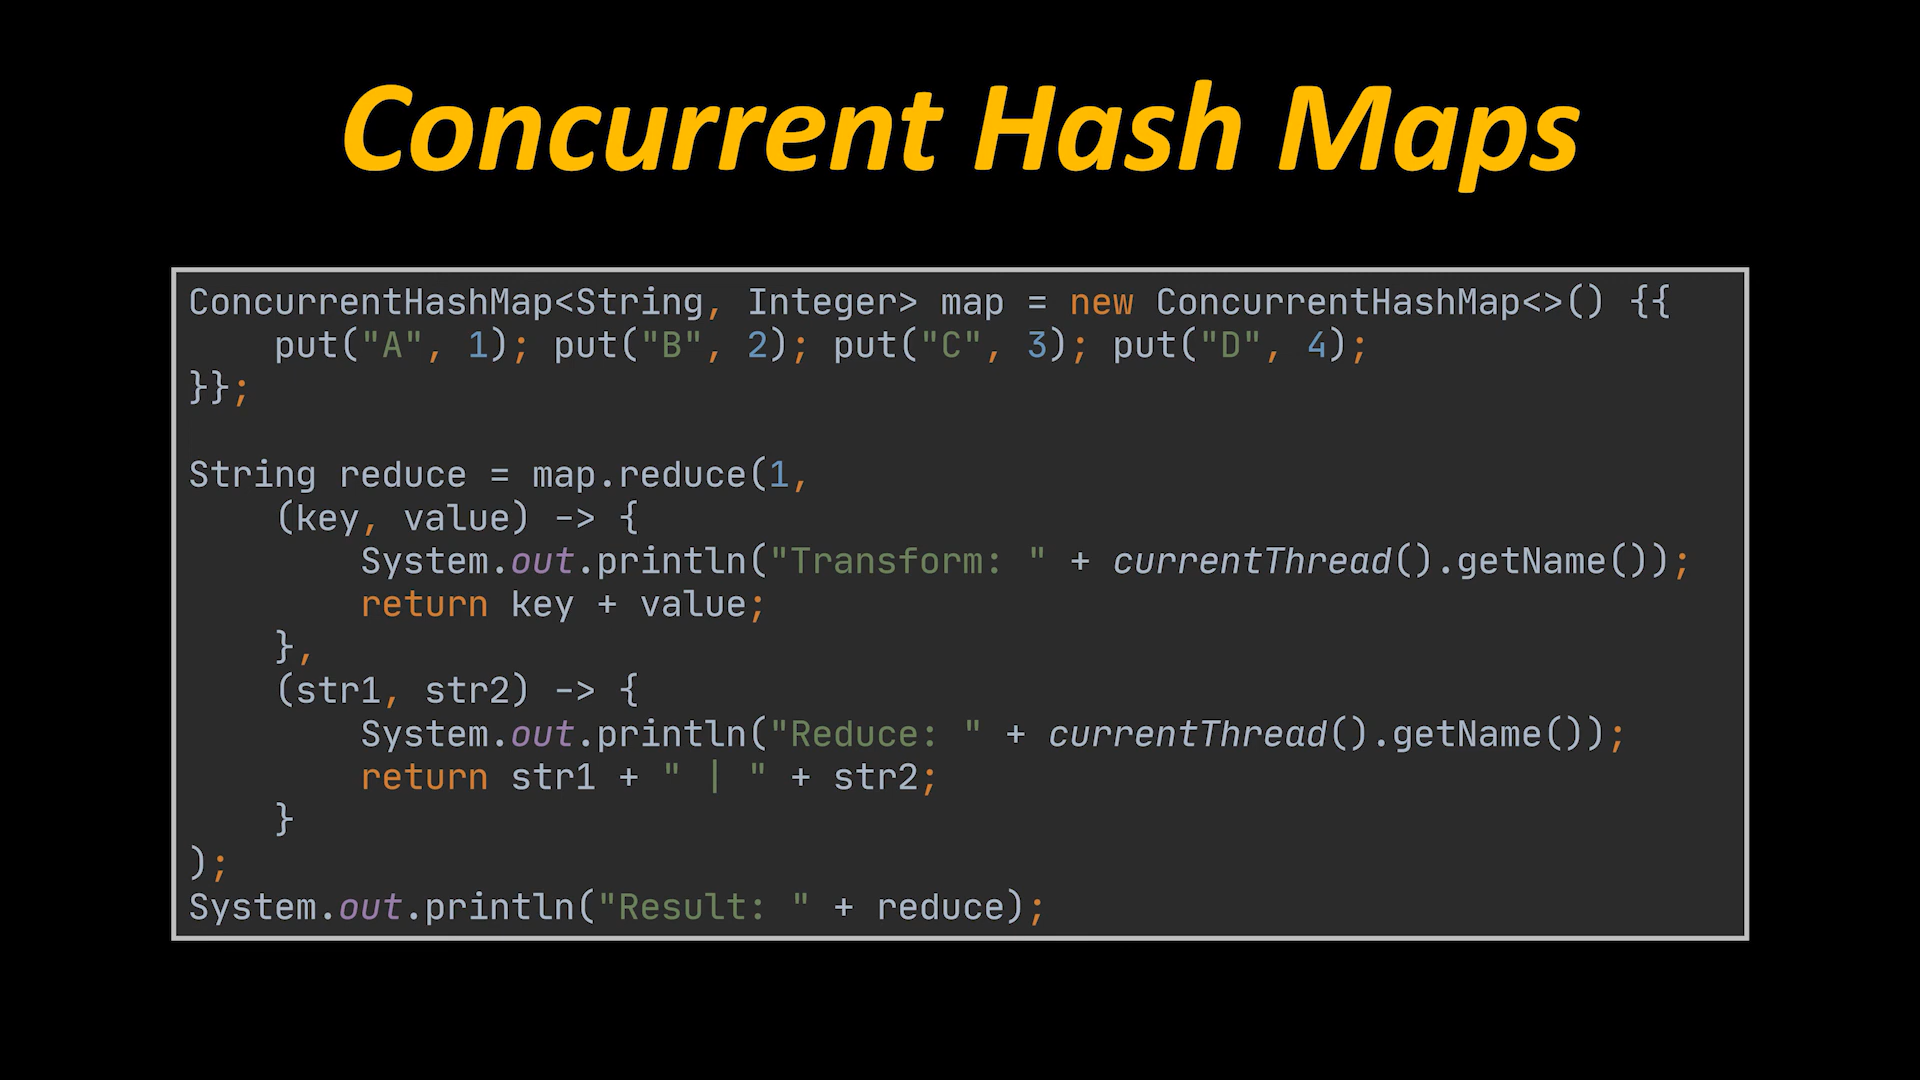 Concurrent Hash Maps
ConcurrentHashMap<String, Integer> map = new ConcurrentHashMap<>() {{
    put("A", 1); put("B", 2); put("C", 3); put("D", 4);
}};
String reduce = map.reduce(1,
    (key, value) -> {
        System.out.println("Transform: " + currentThread().getName());
        return key + value;
    },
    (str1, str2) -> {
        System.out.println("Reduce: " + currentThread().getName());
        return str1 + " | " + str2;
    }
);
System.out.println("Result: " + reduce);